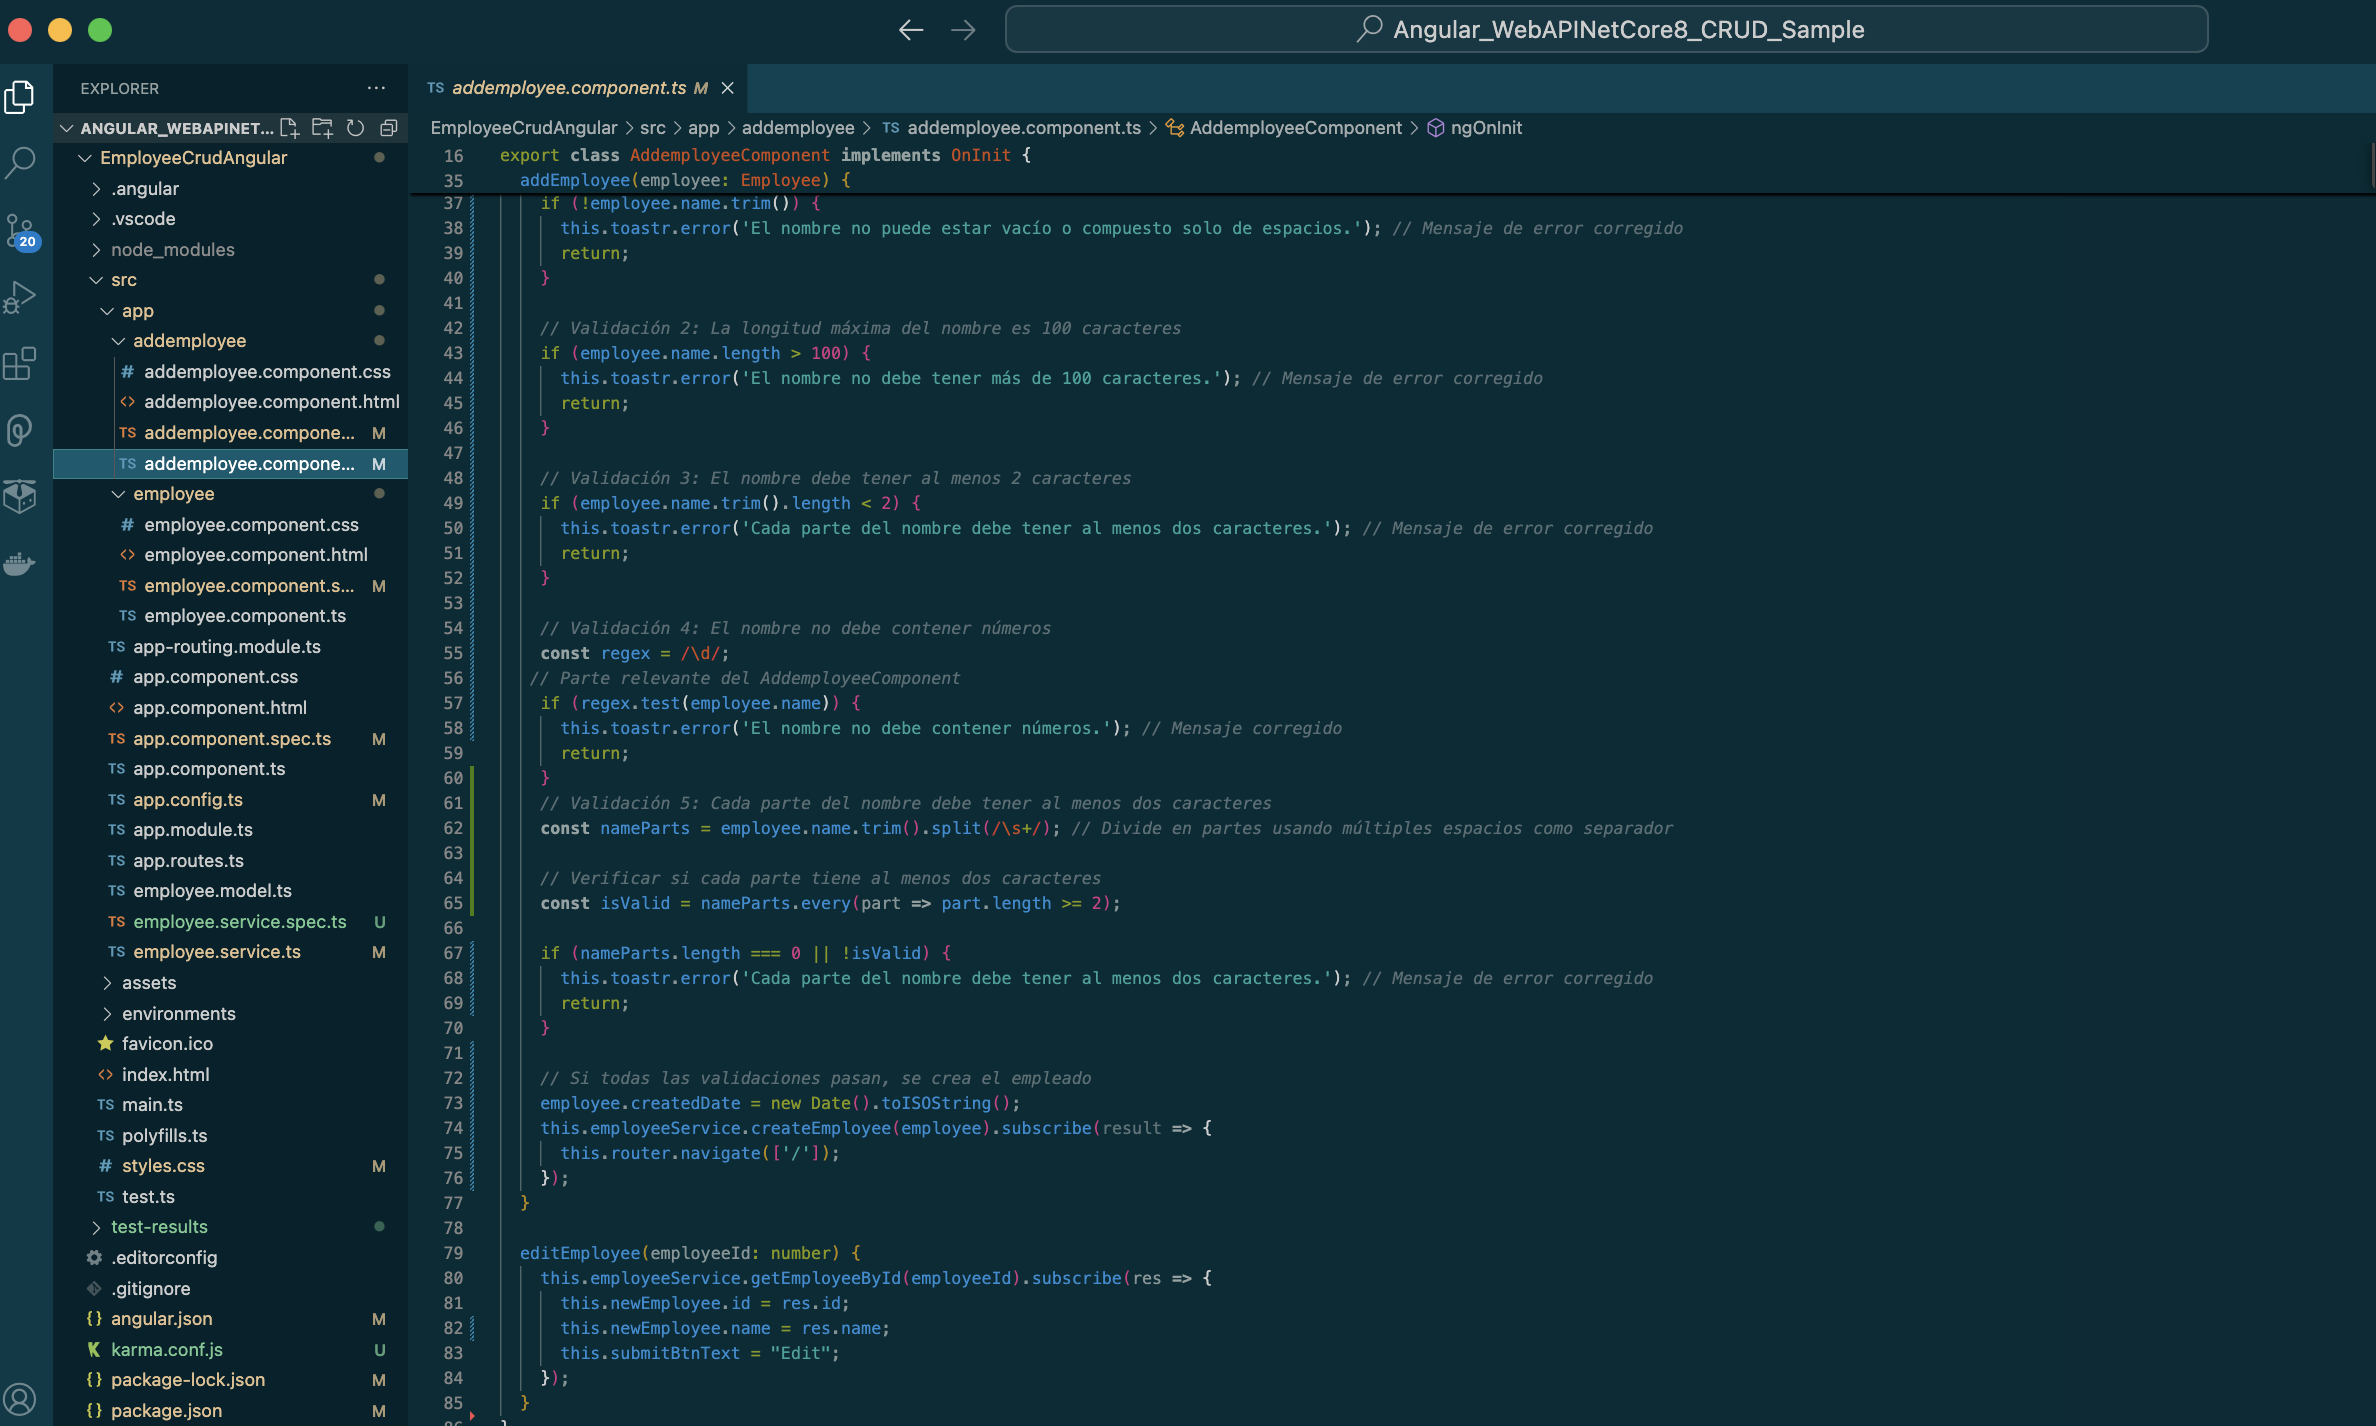 Angular_WebAPINetCore8_CRUD_Sample
EXPLORER
ANGULAR_WEBAPINET...
EmployeeCrudAngular
.angular
.vscode
node_modules
src
app
addemployee
# addemployee.component.css
<> addemployee.component.html
TS addemployee.compone... M
TS addemployee.compone... M
employee
# employee.component.css
<> employee.component.html
TS employee.component.s... M
TS employee.component.ts
TS app-routing.module.ts
# app.component.css
<> app.component.html
TS app.component.spec.ts M
TS app.component.ts
TS app.config.ts M
TS app.module.ts
TS app.routes.ts
TS employee.model.ts
TS employee.service.spec.ts U
TS employee.service.ts M
assets
environments
favicon.ico
<> index.html
TS main.ts
TS polyfills.ts
# styles.css M
TS test.ts
test-results
.editorconfig
.gitignore
{} angular.json M
K karma.conf.js U
{} package-lock.json M
{} package.json M
20
TS addemployee.component.ts M
EmployeeCrudAngular > src > app > addemployee > TS addemployee.component.ts > AddemployeeComponent > ngOnInit
16 export class AddemployeeComponent implements OnInit {
35 addEmployee(employee: Employee) {
37 if (!employee.name.trim()) {
38 this.toastr.error('El nombre no puede estar vacío o compuesto solo de espacios.'); // Mensaje de error corregido
39 return;
40 }
41
42 // Validación 2: La longitud máxima del nombre es 100 caracteres
43 if (employee.name.length > 100) {
44 this.toastr.error('El nombre no debe tener más de 100 caracteres.'); // Mensaje de error corregido
45 return;
46 }
47
48 // Validación 3: El nombre debe tener al menos 2 caracteres
49 if (employee.name.trim().length < 2) {
50 this.toastr.error('Cada parte del nombre debe tener al menos dos caracteres.'); // Mensaje de error corregido
51 return;
52 }
53
54 // Validación 4: El nombre no debe contener números
55 const regex = /\d/;
56 // Parte relevante del AddemployeeComponent
57 if (regex.test(employee.name)) {
58 this.toastr.error('El nombre no debe contener números.'); // Mensaje corregido
59 return;
60 }
61 // Validación 5: Cada parte del nombre debe tener al menos dos caracteres
62 const nameParts = employee.name.trim().split(/\s+/); // Divide en partes usando múltiples espacios como separador
63
64 // Verificar si cada parte tiene al menos dos caracteres
65 const isValid = nameParts.every(part => part.length >= 2);
66
67 if (nameParts.length === 0 || !isValid) {
68 this.toastr.error('Cada parte del nombre debe tener al menos dos caracteres.'); // Mensaje de error corregido
69 return;
70 }
71
72 // Si todas las validaciones pasan, se crea el empleado
73 employee.createdDate = new Date().toISOString();
74 this.employeeService.createEmployee(employee).subscribe(result => {
75 this.router.navigate(['/']);
76 });
77 }
78
79 editEmployee(employeeId: number) {
80 this.employeeService.getEmployeeById(employeeId).subscribe(res => {
81 this.newEmployee.id = res.id;
82 this.newEmployee.name = res.name;
83 this.submitBtnText = "Edit";
84 });
85 }